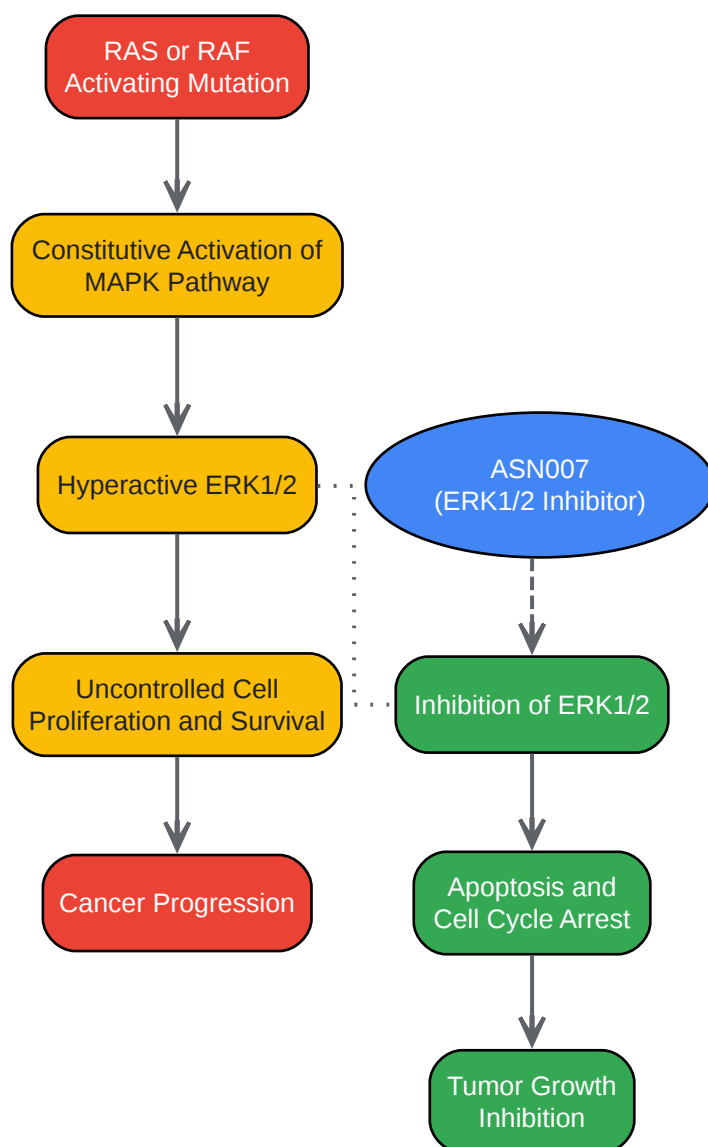 RAS or RAF
Activating Mutation
Constitutive Activation of
MAPK Pathway
Hyperactive ERK1/2
ASN007
(ERK1/2 Inhibitor)
Uncontrolled Cell
Proliferation and Survival
Inhibition of ERK1/2
Cancer Progression
Apoptosis and
Cell Cycle Arrest
Tumor Growth
Inhibition